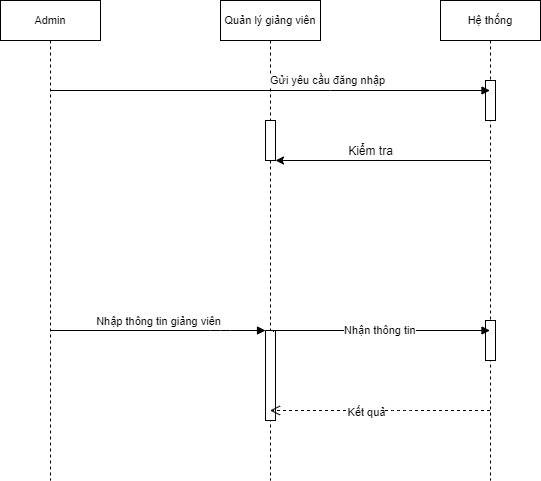 Admin
Quản lý giảng viên
Hệ thống
Gửi yêu cầu đăng nhập
Kiểm tra
Nhập thông tin giảng viên
Nhận thông tin
Kết quả